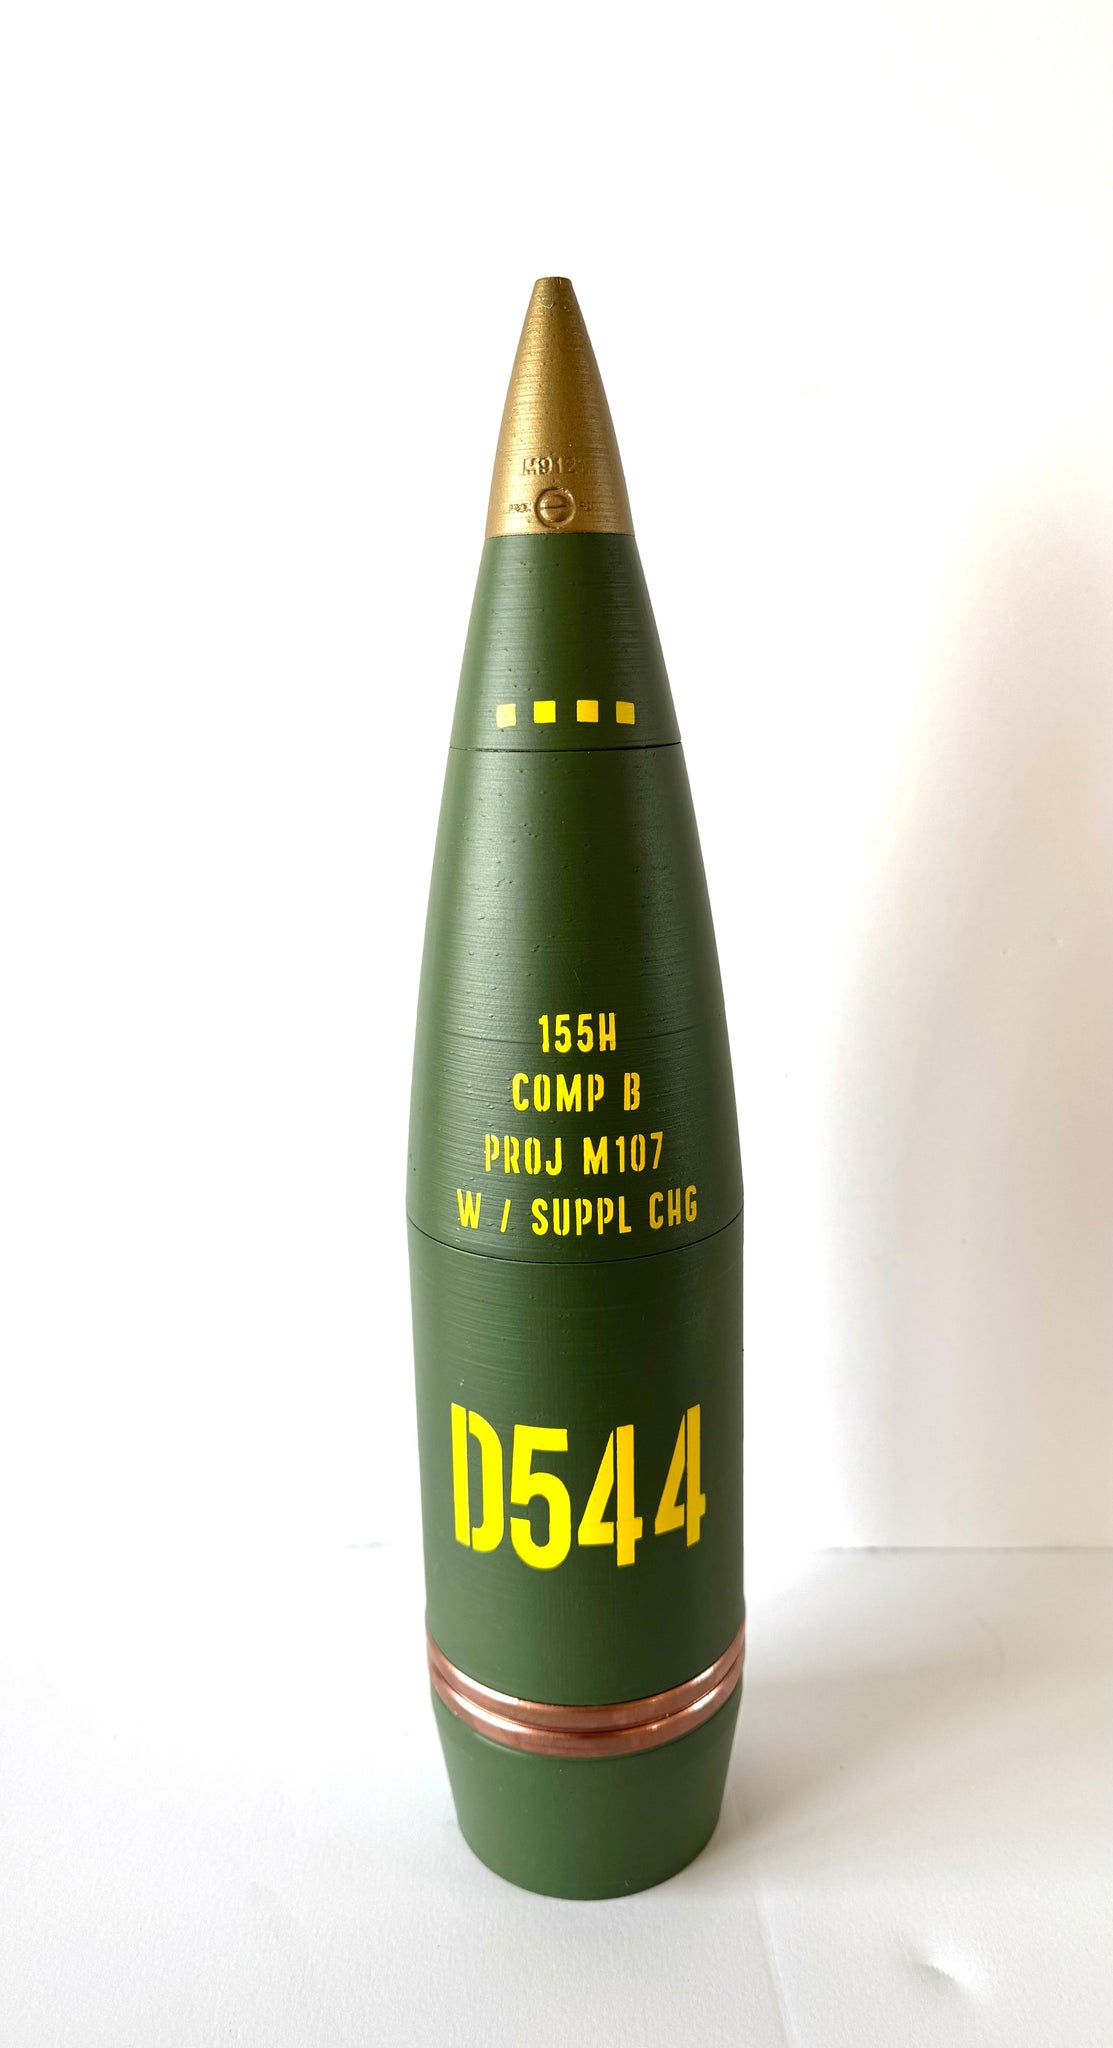 M912
155H
COMP B
PROJ M107
W / SUPPL CHG
D544